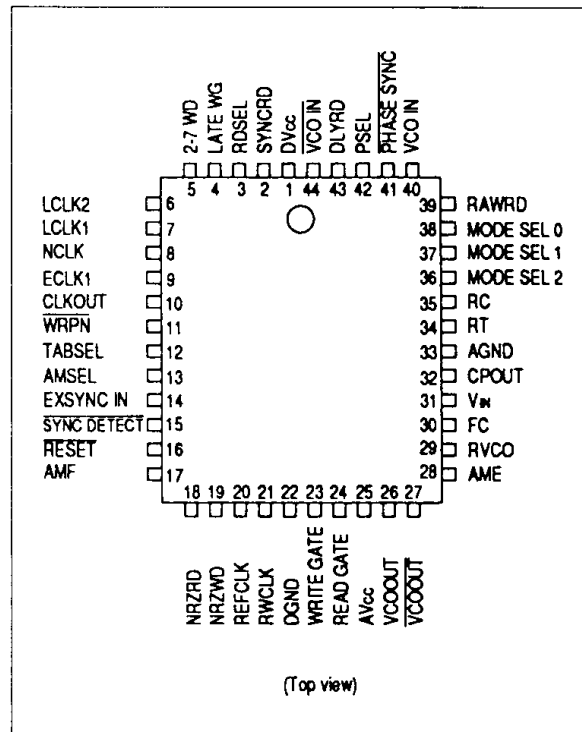 2-7 WD
LATE WG
RDSEL
SYNCRD
DVcc
VCO IN
DLYRD
PSEL
PHASE SYNC
VCO IN
5 4 3 2 1 44 43 42 41 40
LCLK2 6
LCLK1 7
NCLK 8
ECLK1 9
CLKOUT 10
WRPN 11
TABSEL 12
AMSEL 13
EXSYNC IN 14
SYNC DETECT 15
RESET 16
AMF 17
39 RAWRD
38 MODE SEL 0
37 MODE SEL 1
36 MODE SEL 2
35 RC
34 RT
33 AGND
32 CPOUT
31 VIN
30 FC
29 RVCO
28 AME
18 19 20 21 22 23 24 25 26 27
NRZRD
NRZWD
REFCLK
RWCLK
DGND
WRITE GATE
READ GATE
AVcc
VCOOUT
VCOOUT
(Top view)